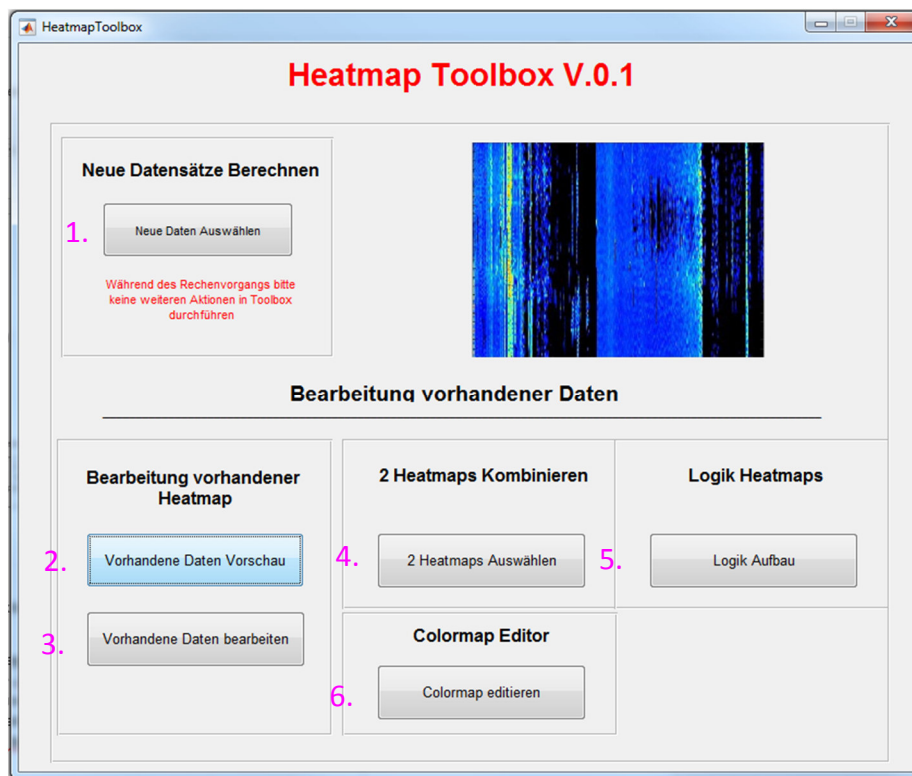 HeatmapToolbox
Heatmap Toolbox V.0.1
Neue Datensätze Berechnen
1.
Neue Daten Auswählen
Während des Rechenvorgangs bitte
keine weiteren Aktionen in Toolbox
durchführen
Bearbeitung vorhandener Daten
Bearbeitung vorhandener
Heatmap
2.
Vorhandene Daten Vorschau
3.
Vorhandene Daten bearbeiten
2 Heatmaps Kombinieren
4.
2 Heatmaps Auswählen
Logik Heatmaps
5.
Logik Aufbau
Colormap Editor
6.
Colormap editieren